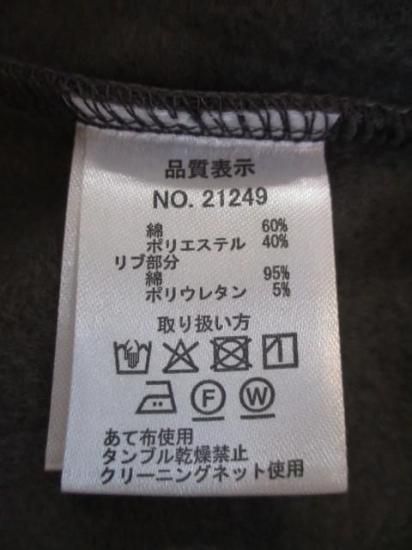 品質表示
NO. 21249
綿 60%
ポリエステル 40%
リブ部分
綿 95%
ポリウレタン 5%
取り扱い方
F W
あて布使用
タンブル乾燥禁止
クリーニングネット使用